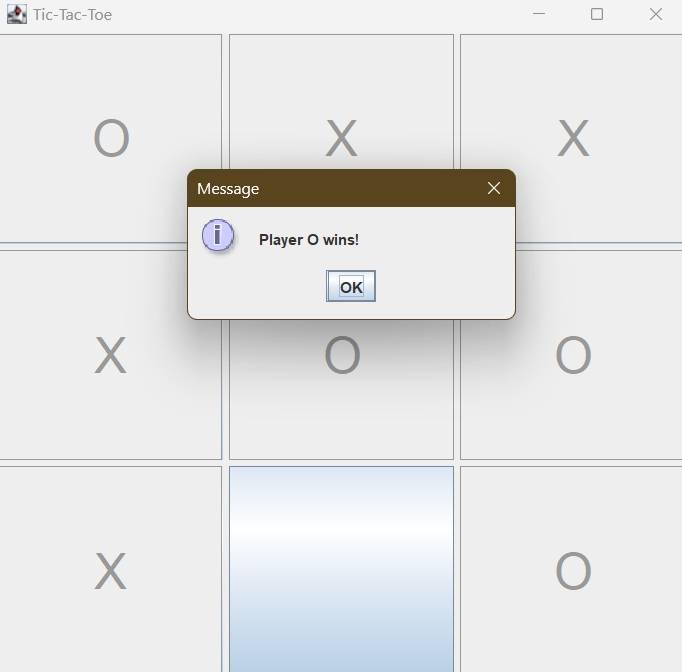 Tic-Tac-Toe
O X X
Message
Player O wins!
OK
X O O
X O